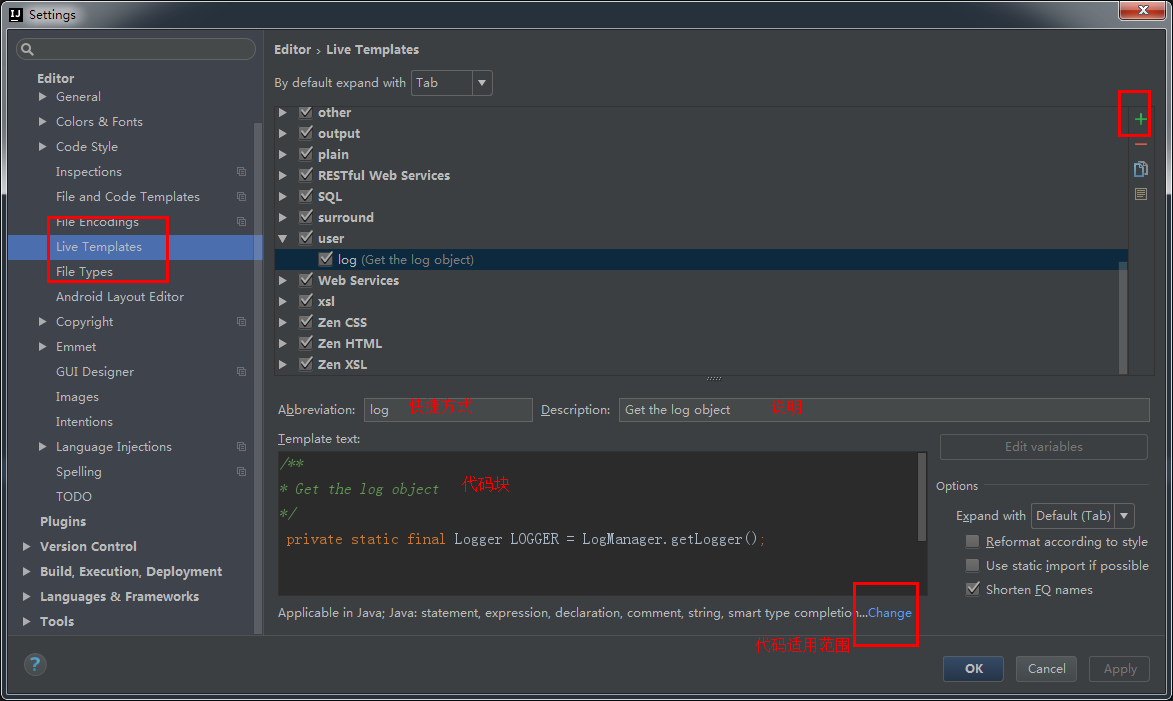 Settings
Editor
General
Colors & Fonts
Code Style
Inspections
File and Code Templates
File Encodings
Live Templates
File Types
Android Layout Editor
Copyright
Emmet
GUI Designer
Images
Intentions
Language Injections
Spelling
TODO
Plugins
Version Control
Build, Execution, Deployment
Languages & Frameworks
Tools
Editor › Live Templates
By default expand with Tab
other
output
plain
RESTful Web Services
SQL
surround
user
log (Get the log object)
Web Services
xsl
Zen CSS
Zen HTML
Zen XSL
Abbreviation: log 快捷方式 Description: Get the log object 说明
Template text:
/**
* Get the log object 代码块
*/
private static final Logger LOGGER = LogManager.getLogger();
Edit variables
Options
Expand with Default (Tab)
Reformat according to style
Use static import if possible
Shorten FQ names
Applicable in Java; Java: statement, expression, declaration, comment, string, smart type completion...Change
代码适用范围
?
OK Cancel Apply